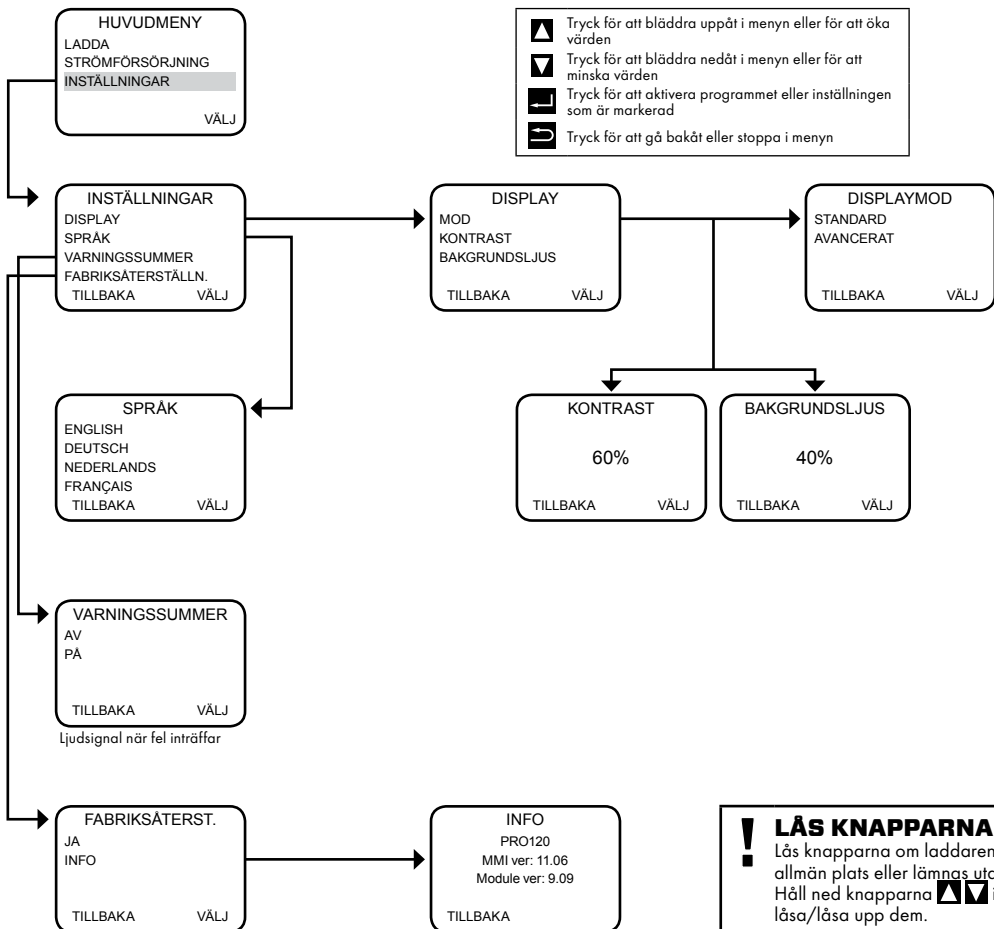 HUVUDMENY
LADDA
STRÖMFÖRSÖRJNING
INSTÄLLNINGAR
VÄLJ
Tryck för att bläddra uppåt i menyn eller för att öka
värden
Tryck för att bläddra nedåt i menyn eller för att
minska värden
Tryck för att aktivera programmet eller inställningen
som är markerad
Tryck för att gå bakåt eller stoppa i menyn
INSTÄLLNINGAR
DISPLAY
SPRÅK
VARNINGSSUMMER
FABRIKSÅTERSTÄLLN.
TILLBAKA VÄLJ
DISPLAY
MOD
KONTRAST
BAKGRUNDSLJUS
TILLBAKA VÄLJ
DISPLAYMOD
STANDARD
AVANCERAT
TILLBAKA VÄLJ
SPRÅK
ENGLISH
DEUTSCH
NEDERLANDS
FRANÇAIS
TILLBAKA VÄLJ
KONTRAST
60%
TILLBAKA VÄLJ
BAKGRUNDSLJUS
40%
TILLBAKA VÄLJ
VARNINGSSUMMER
AV
PÅ
TILLBAKA VÄLJ
Ljudsignal när fel inträffar
FABRIKSÅTERST.
JA
INFO
TILLBAKA VÄLJ
INFO
PRO120
MMI ver: 11.06
Module ver: 9.09
TILLBAKA
! LÅS KNAPPARNA
Lås knapparna om laddaren
allmän plats eller lämnas
Håll ned knapparna
låsa/låsa upp dem.